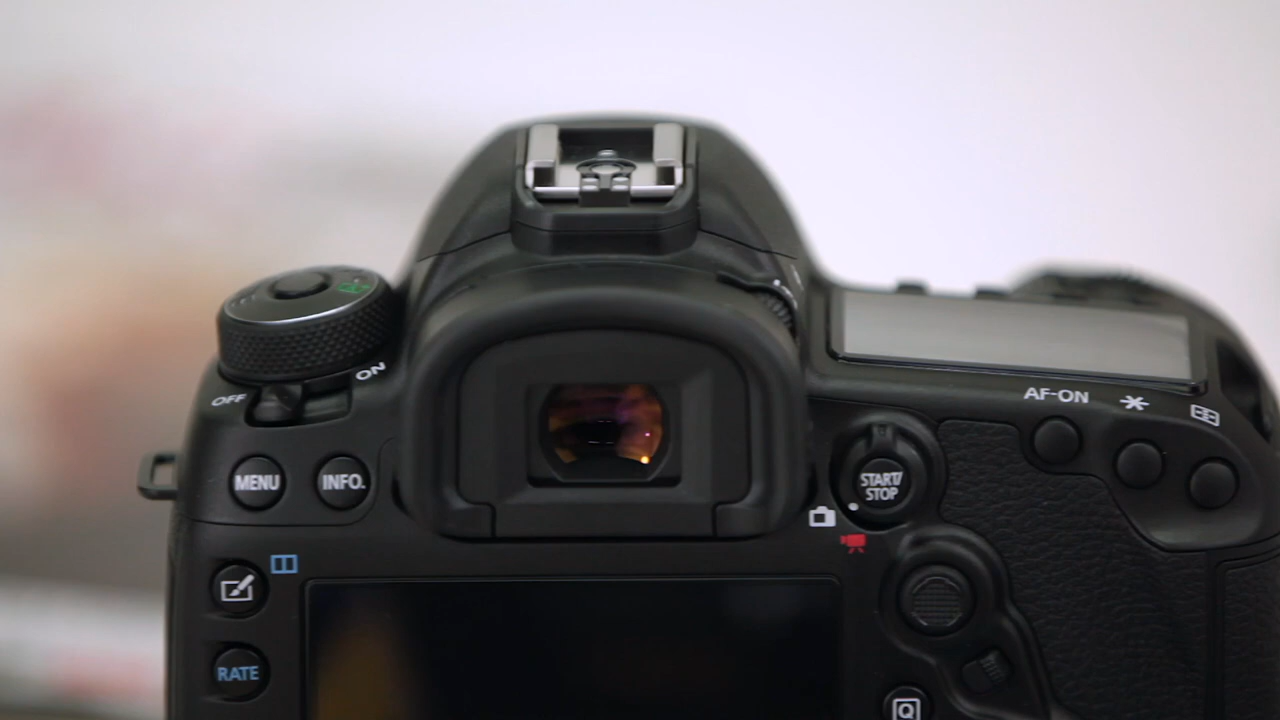 ON
OFF
AF-ON
MENU
INFO.
START/
STOP
RATE
Q